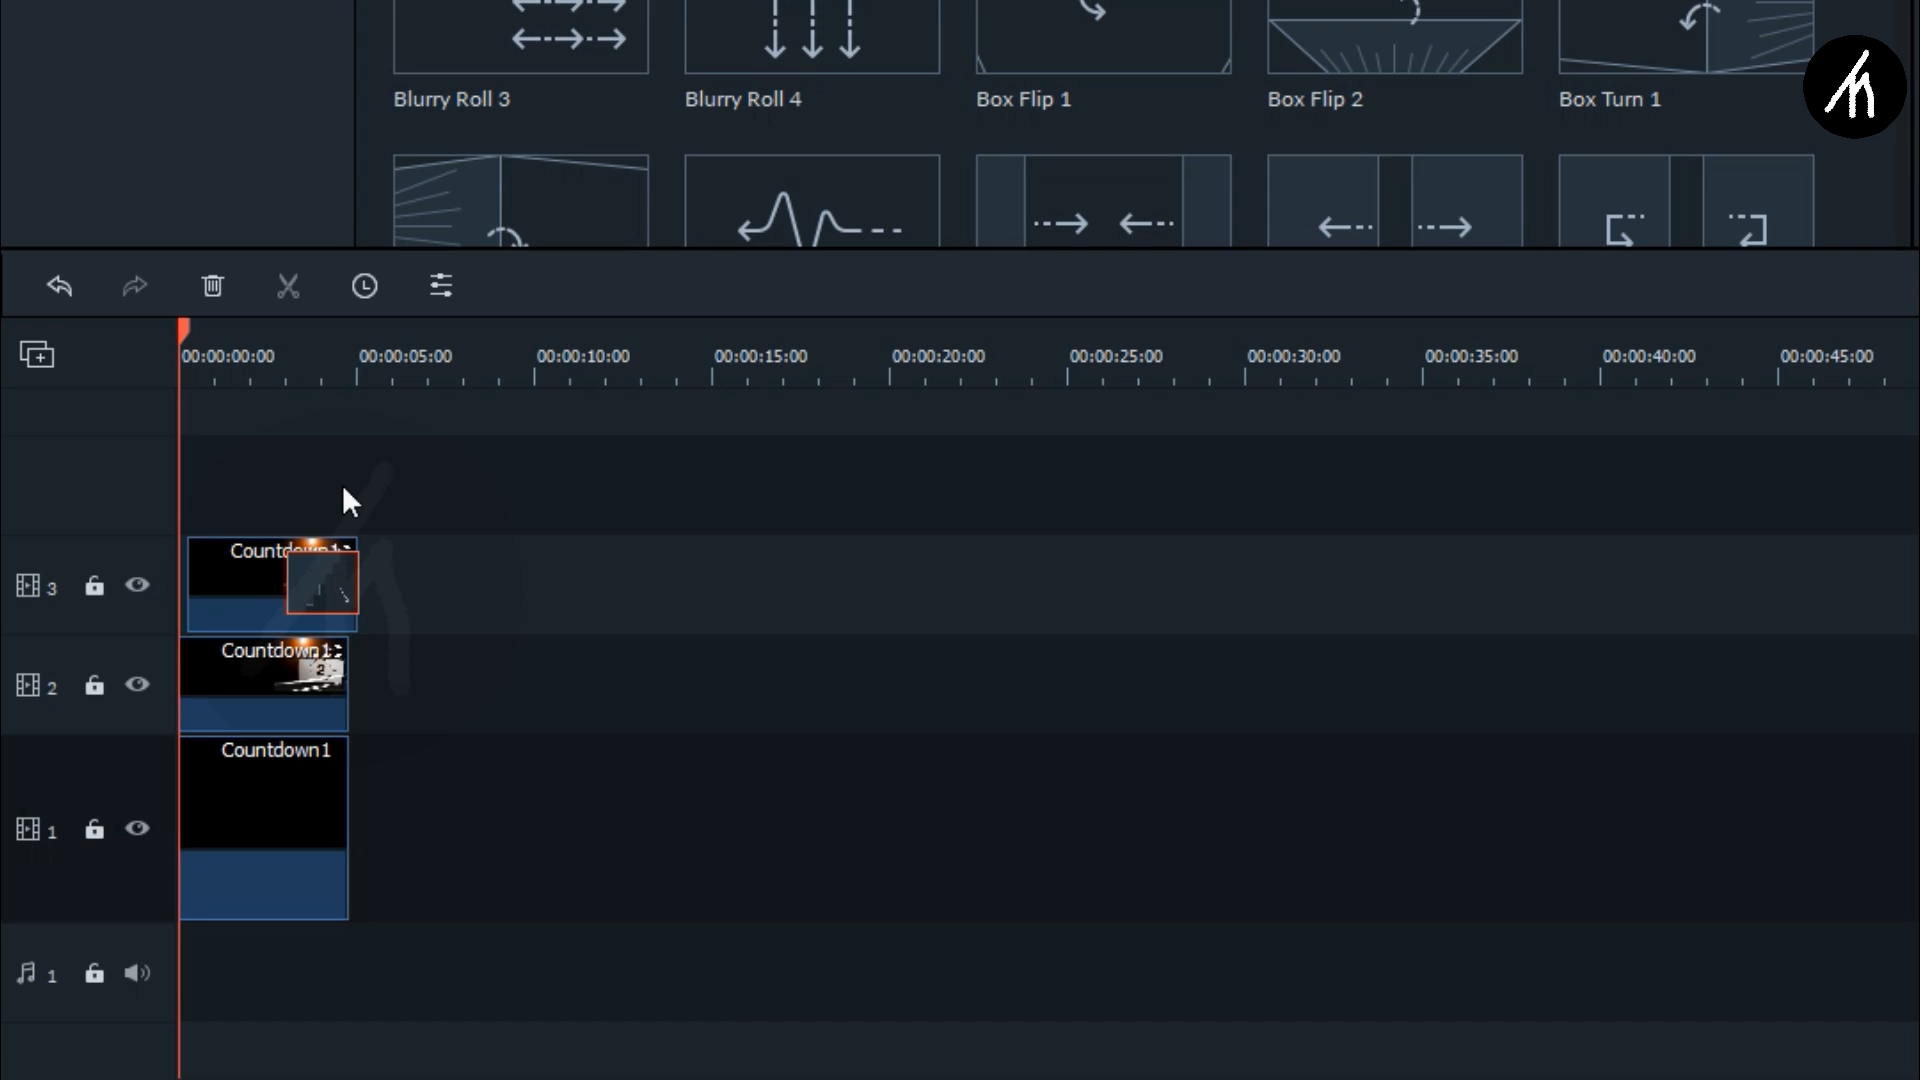 Blurry Roll 3
Blurry Roll 4
Box Flip 1
Box Flip 2
Box Turn 1
00:00:00:00
00:00:05:00
00:00:10:00
00:00:15:00
00:00:20:00
00:00:25:00
00:00:30:00
00:00:35:00
00:00:40:00
00:00:45:00
3
Countdown1
2
Countdown1
2
1
Countdown1
1